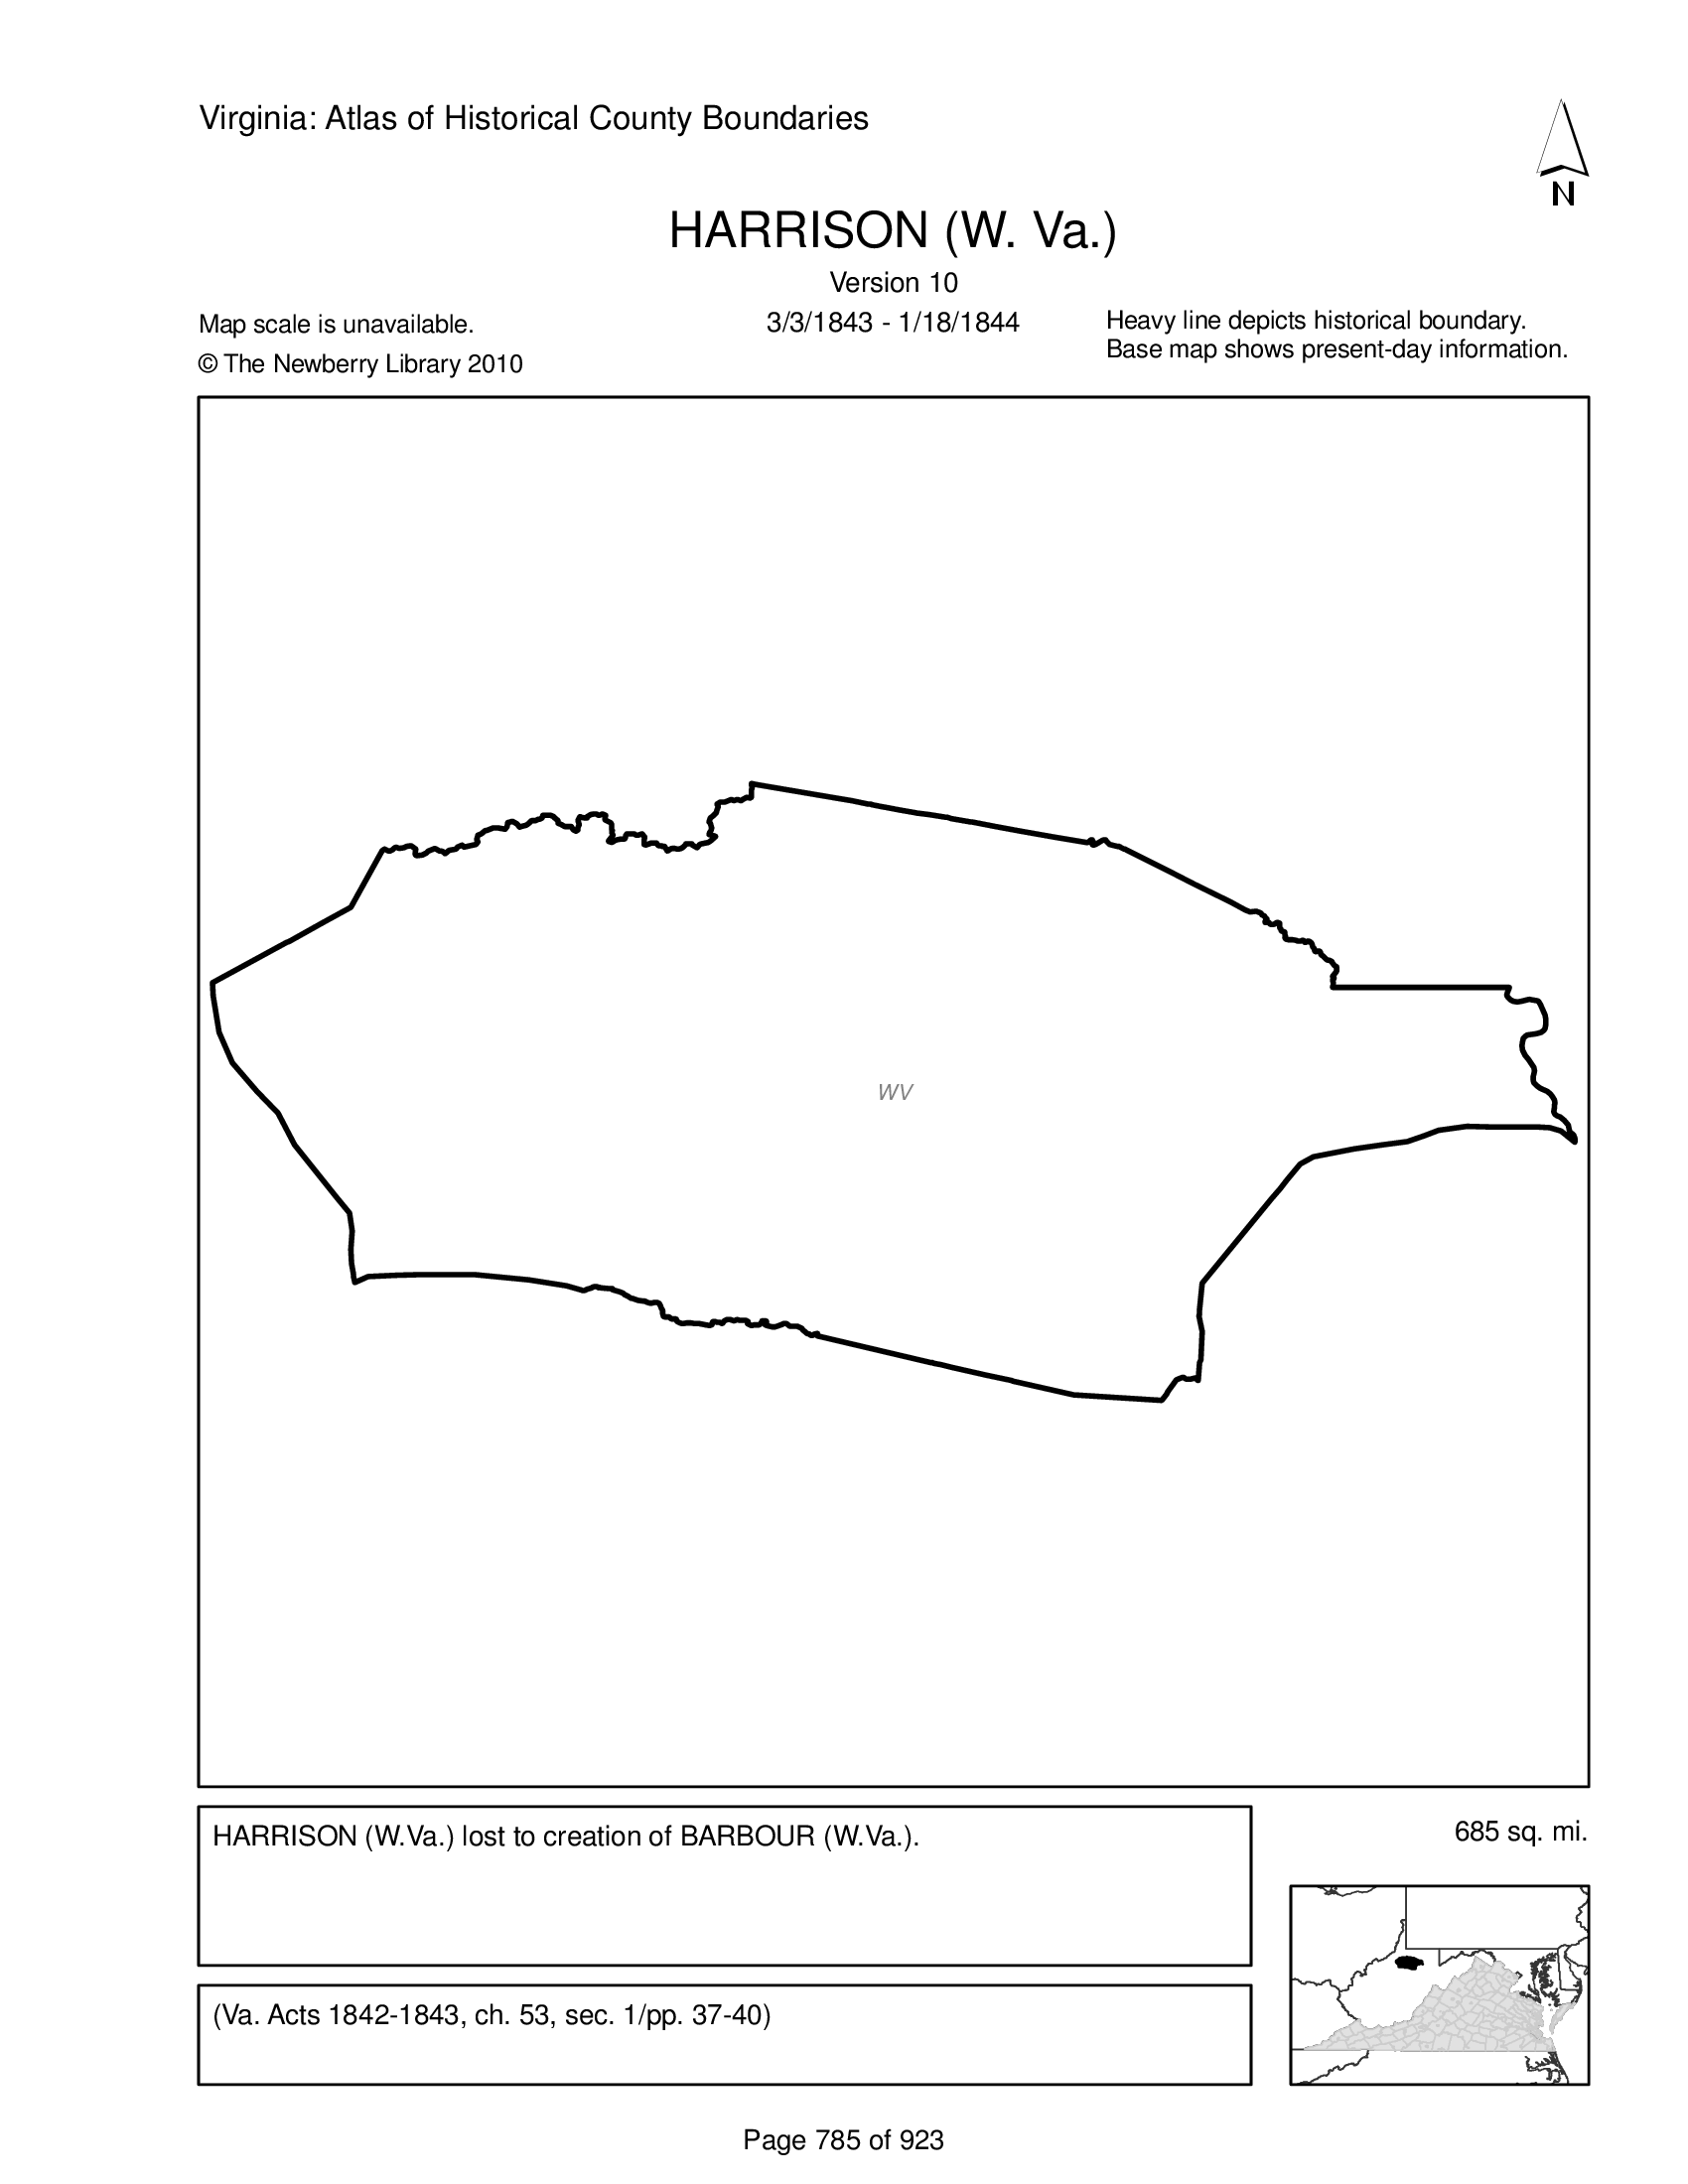 Virginia: Atlas of Historical County Boundaries
N
HARRISON (W. Va.)
Version 10
Map scale is unavailable.
3/3/1843 - 1/18/1844
Heavy line depicts historical boundary.
Base map shows present-day information.
© The Newberry Library 2010
WV
HARRISON (W.Va.) lost to creation of BARBOUR (W.Va.).
685 sq. mi.
(Va. Acts 1842-1843, ch. 53, sec. 1/pp. 37-40)
Page 785 of 923